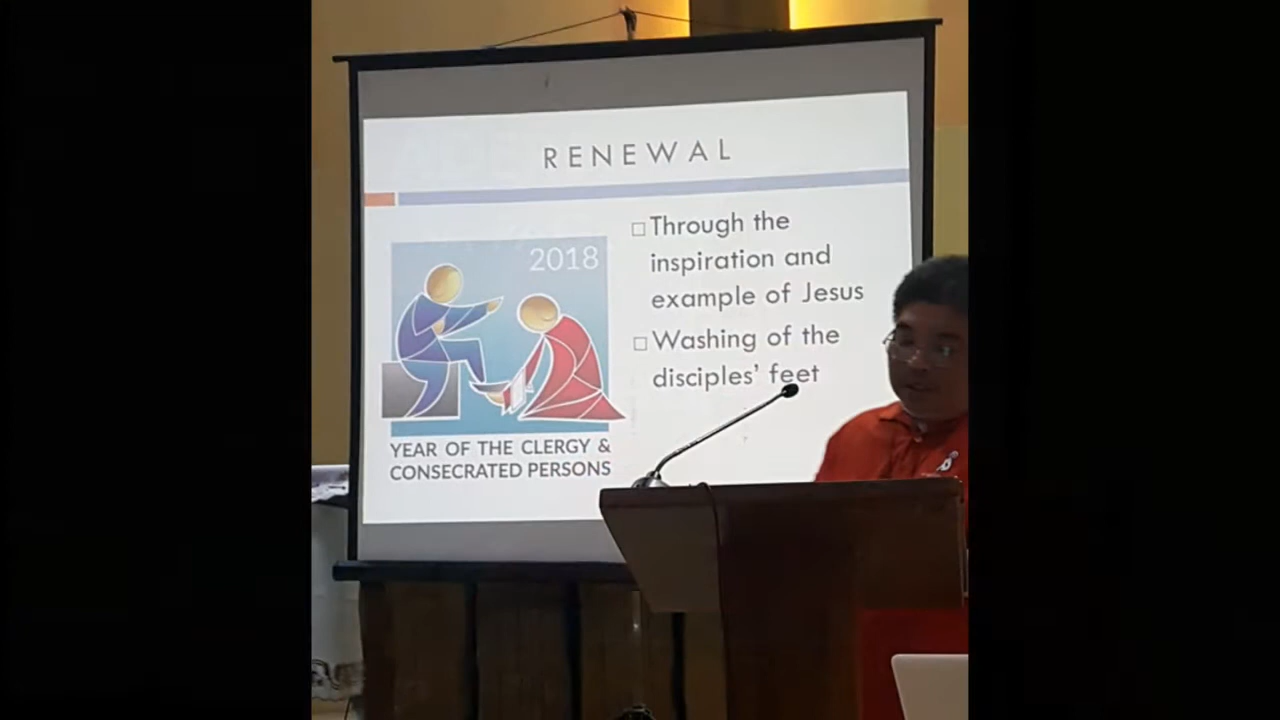 RENEWAL
2018
YEAR OF THE CLERGY &
CONSECRATED PERSONS
□ Through the
inspiration and
example of Jesus
□ Washing of the
disciples’ feet